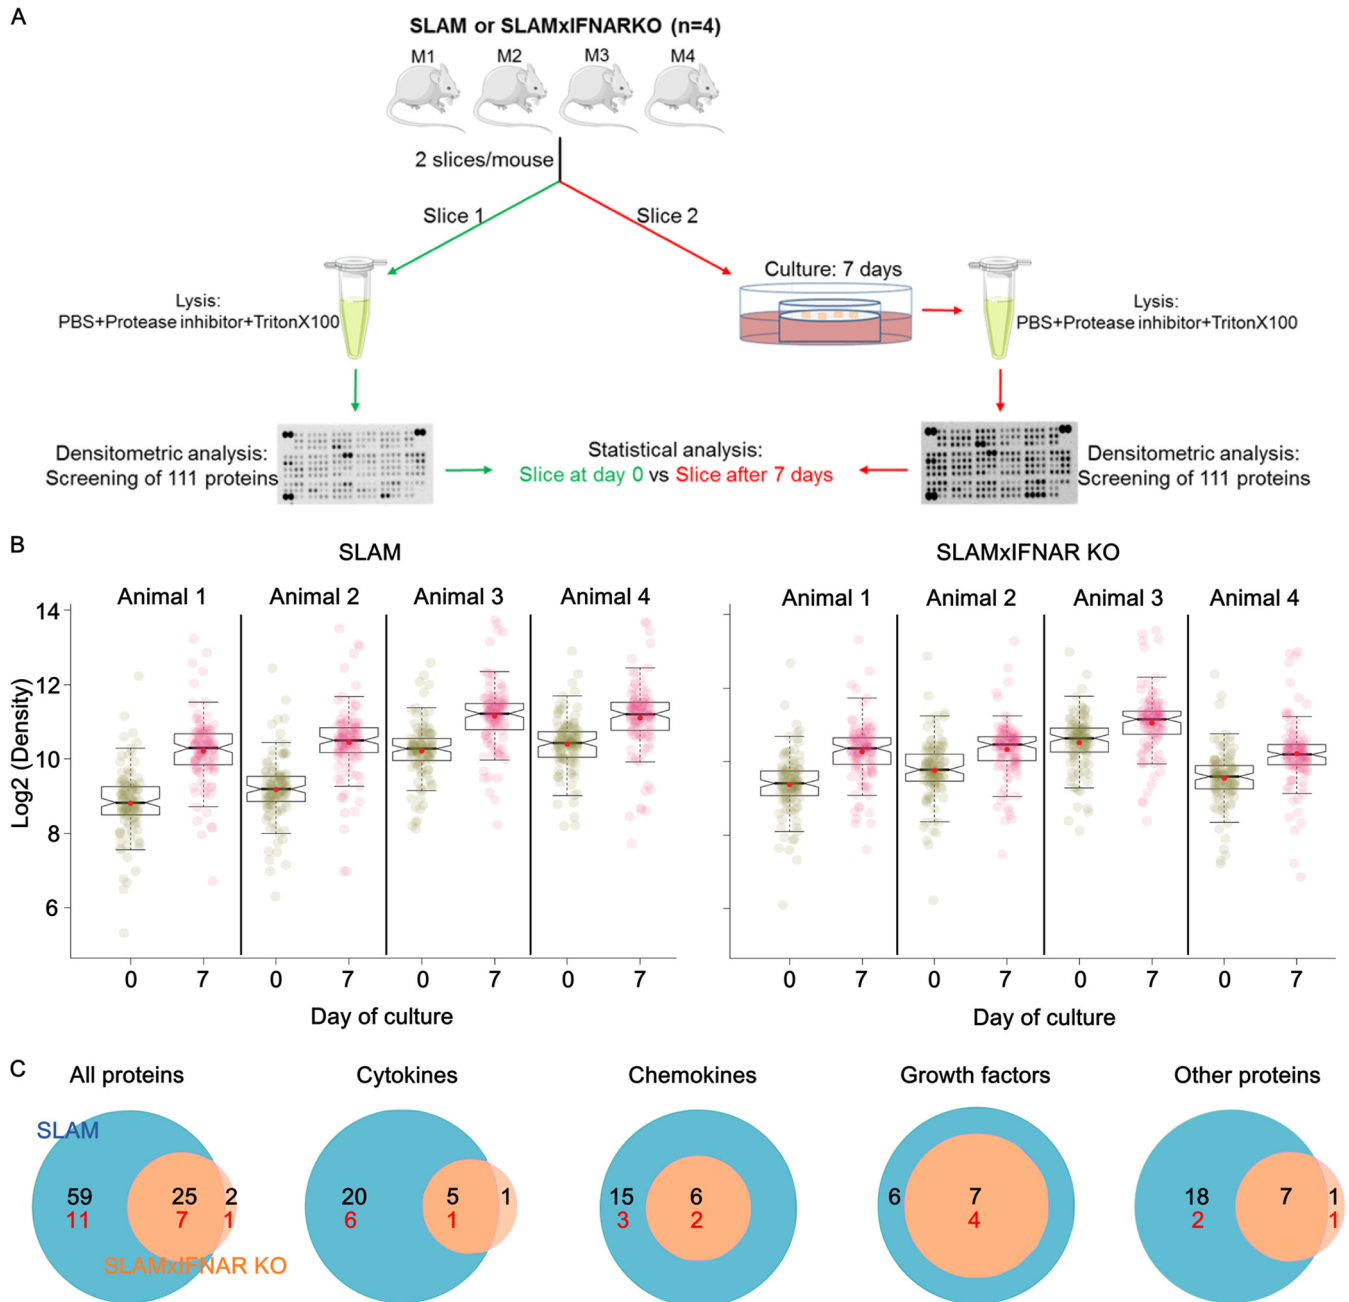 A
SLAM or SLAMxIFNARKO (n=4)
M1 M2 M3 M4
2 slices/mouse
Slice 1 Slice 2
Culture: 7 days
Lysis:
PBS+Protease inhibitor+TritonX100
Lysis:
PBS+Protease inhibitor+TritonX100
Densitometric analysis:
Screening of 111 proteins
Statistical analysis:
Slice at day 0 vs Slice after 7 days
Densitometric analysis:
Screening of 111 proteins
B
SLAM SLAMxIFNAR KO
Animal 1 Animal 2 Animal 3 Animal 4 Animal 1 Animal 2 Animal 3 Animal 4
Log2 (Density)
14
12
10
8
6
0 7 0 7 0 7 0 7 0 7 0 7 0 7 0 7
Day of culture Day of culture
C
All proteins Cytokines Chemokines Growth factors Other proteins
SLAM
59 25 2 20 5 1 15 6 6 7 18 7 1
11 7 1 6 1 3 2 4 2 1
SLAMxIFNAR KO